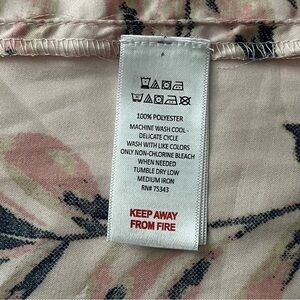 100% POLYESTER
MACHINE WASH COOL -
DELICATE CYCLE
WASH WITH LIKE COLORS
ONLY NON-CHLORINE BLEACH
WHEN NEEDED
TUMBLE DRY LOW
MEDIUM IRON
RN# 75343
KEEP AWAY
FROM FIRE